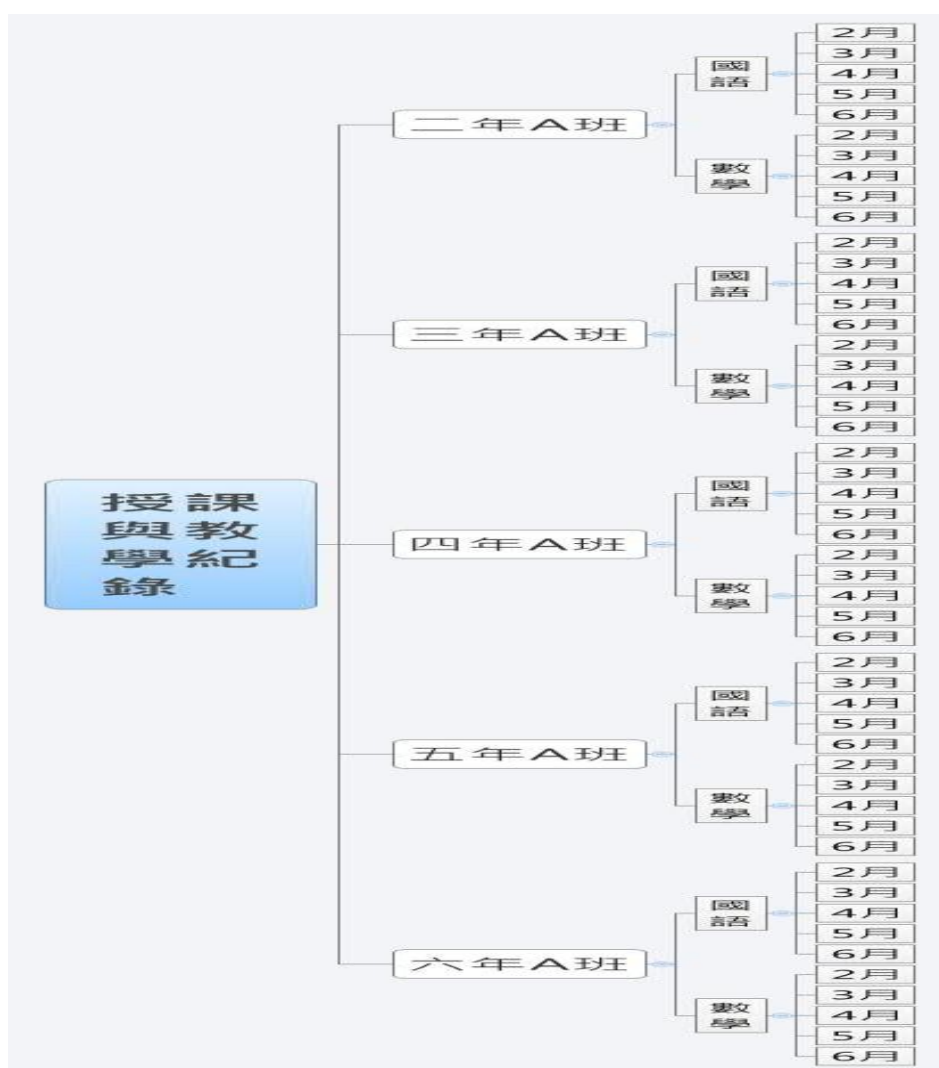 授課
與教
學紀
錄
二年A班
國
語
2月
3月
4月
5月
6月
數
學
2月
3月
4月
5月
6月
三年A班
國
語
2月
3月
4月
5月
6月
數
學
2月
3月
4月
5月
6月
四年A班
國
語
2月
3月
4月
5月
6月
數
學
2月
3月
4月
5月
6月
五年A班
國
語
2月
3月
4月
5月
6月
數
學
2月
3月
4月
5月
6月
六年A班
國
語
2月
3月
4月
5月
6月
數
學
2月
3月
4月
5月
6月